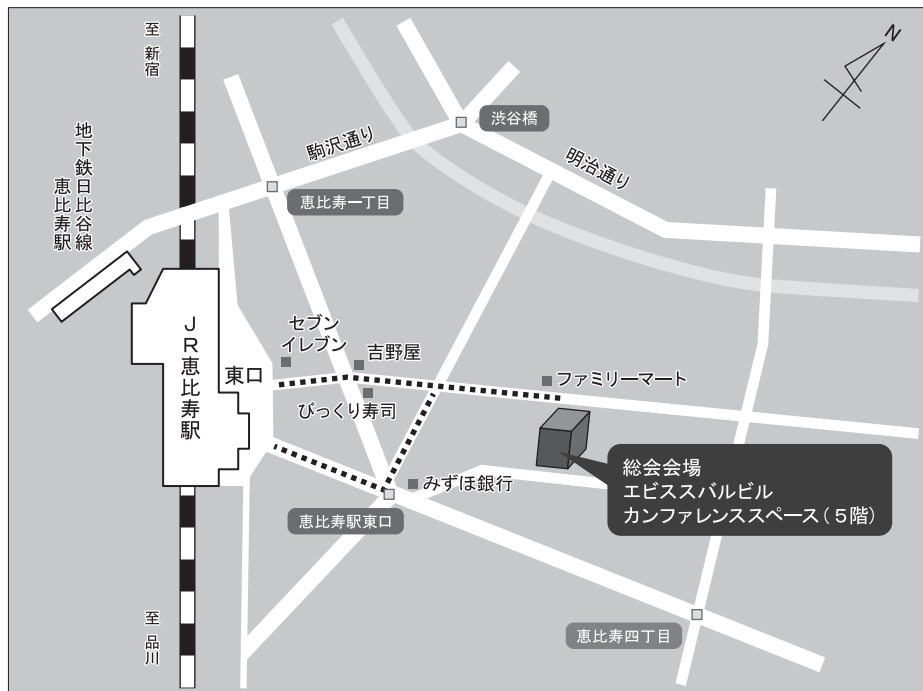 至 新宿
N
渋谷橋
駒沢通り
明治通り
地下鉄日比谷線
恵比寿駅
恵比寿一丁目
セブン
イレブン
吉野屋
ファミリーマート
JR恵比寿駅
東口
びっくり寿司
総会会場
エビススバルビル
カンファレンススペース(5階)
みずほ銀行
恵比寿駅東口
至 品川
恵比寿四丁目